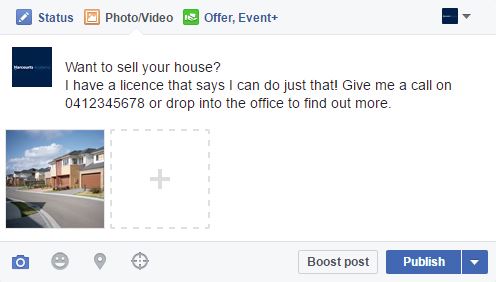 Status Photo/Video Offer, Event+
Want to sell your house?
I have a licence that says I can do just that! Give me a call on
0412345678 or drop into the office to find out more.
Boost post Publish